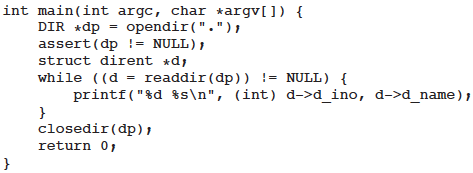 int main(int argc, char *argv[]) {
    DIR *dp = opendir(".");
    assert(dp != NULL);
    struct dirent *d;
    while ((d = readdir(dp)) != NULL) {
        printf("%d %s\n", (int) d->d_ino, d->d_name);
    }
    closedir(dp);
    return 0;
}